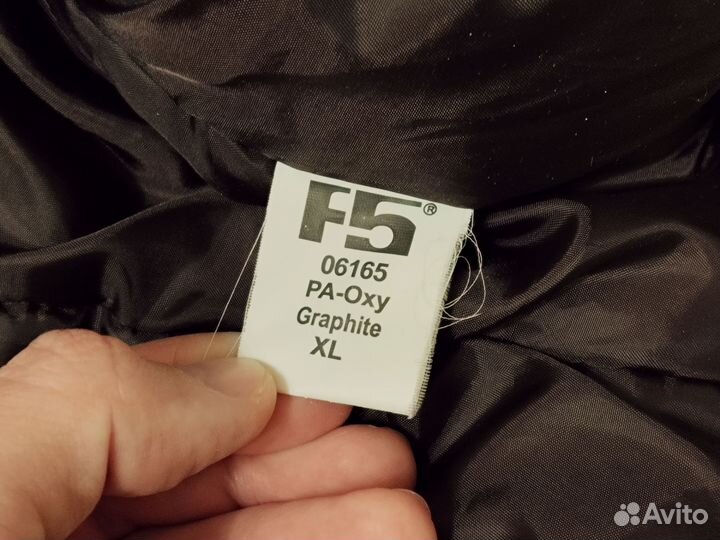 F5®
06165
PA-Oxy
Graphite
XL
Avito